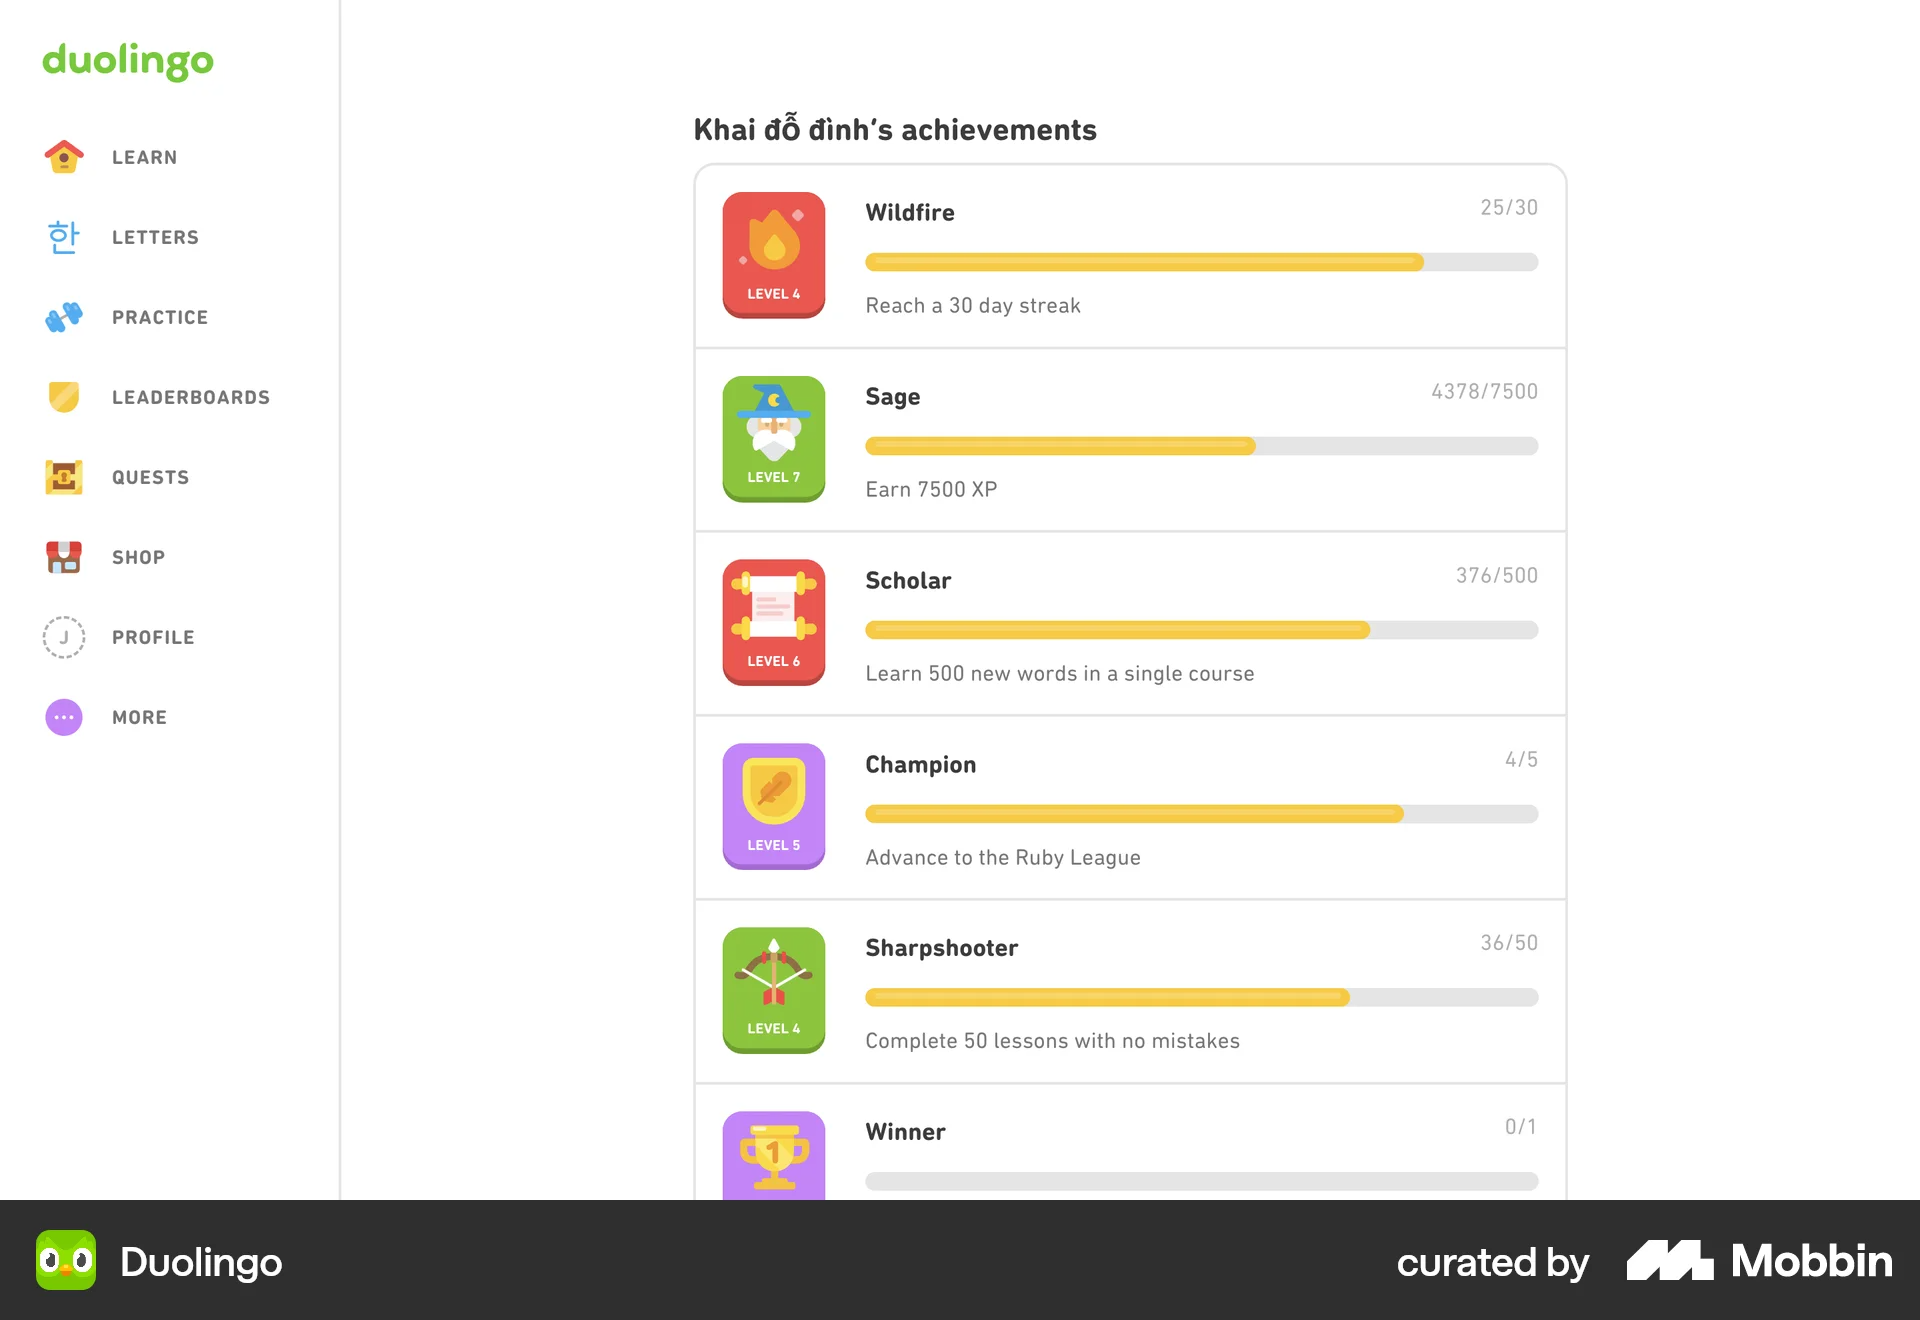 duolingo
LEARN
한
LETTERS
PRACTICE
LEADERBOARDS
QUESTS
SHOP
J
PROFILE
MORE
Khai đỗ đình’s achievements
LEVEL 4
Wildfire
25/30
Reach a 30 day streak
LEVEL 7
Sage
4378/7500
Earn 7500 XP
LEVEL 6
Scholar
376/500
Learn 500 new words in a single course
LEVEL 5
Champion
4/5
Advance to the Ruby League
LEVEL 4
Sharpshooter
36/50
Complete 50 lessons with no mistakes
1
Winner
0/1
Duolingo
curated by
Mobbin